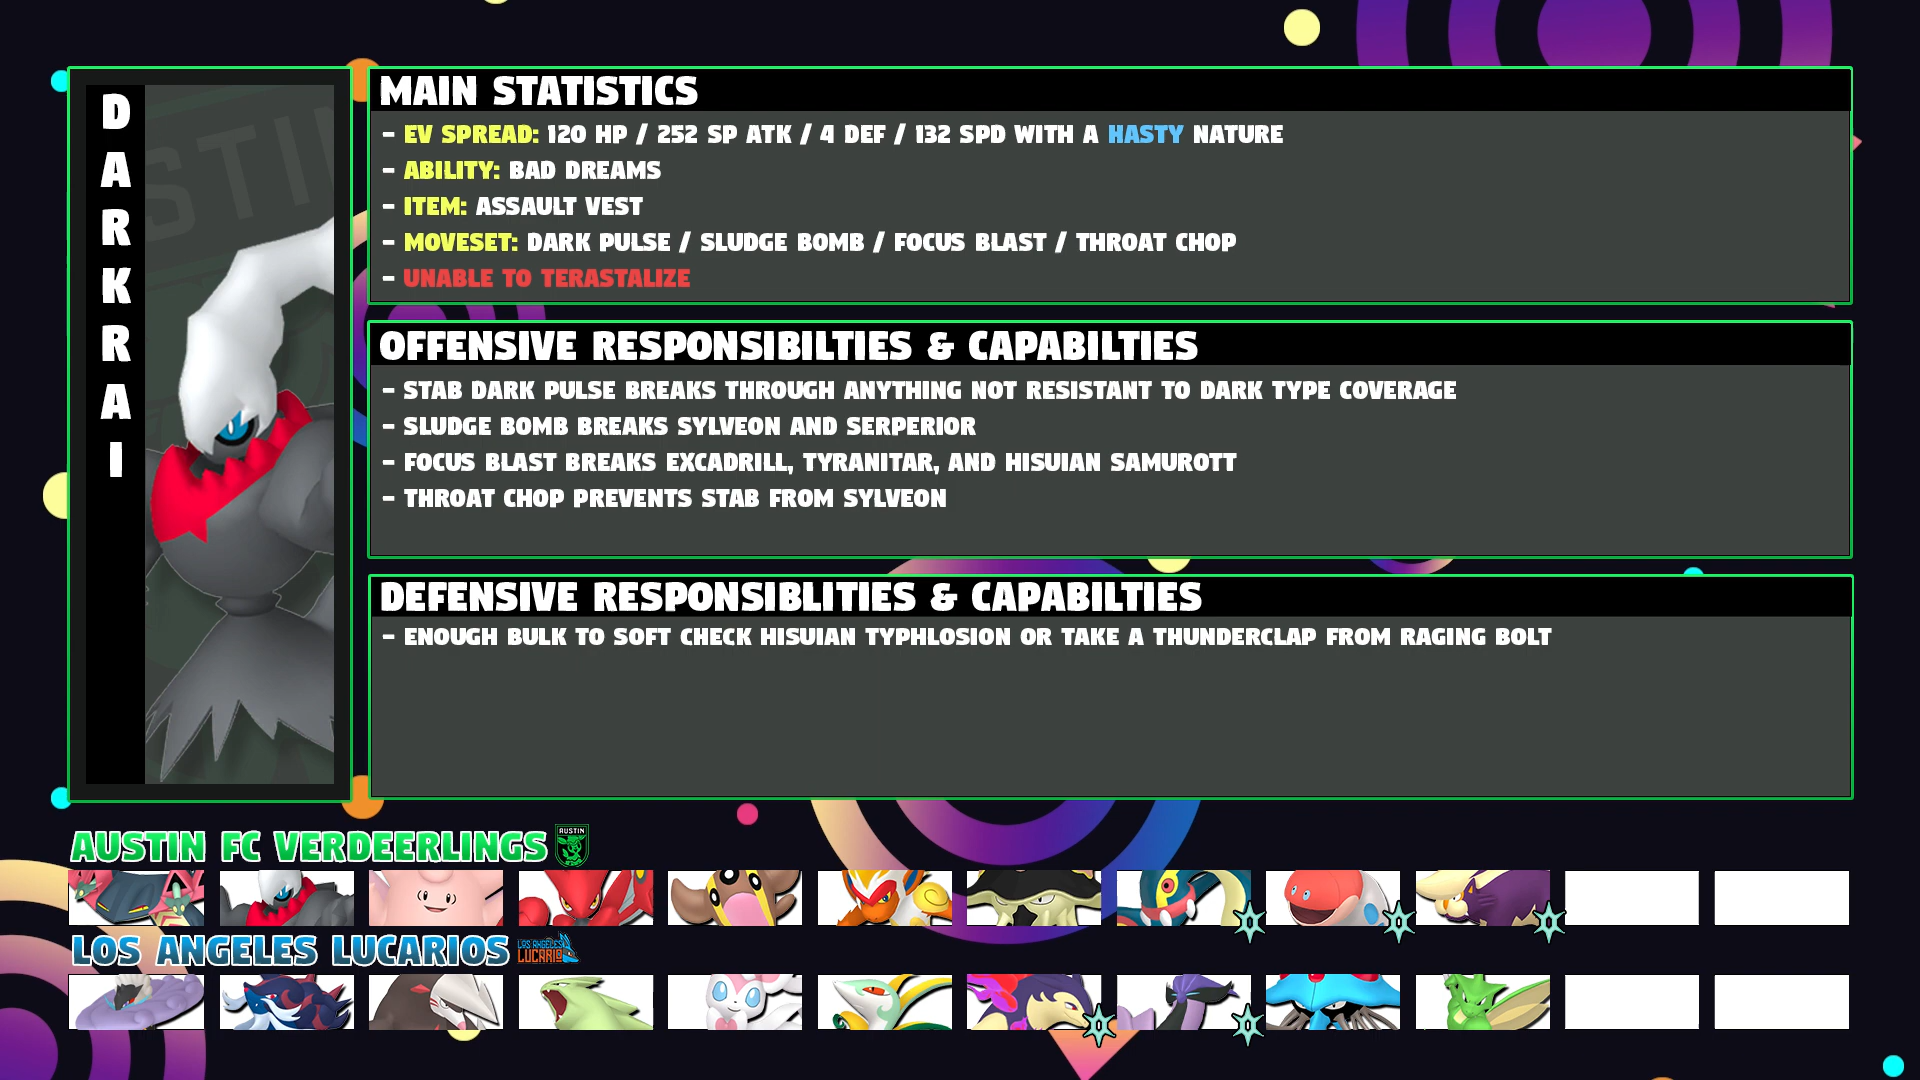 DARKRAI
MAIN STATISTICS
- EV SPREAD: 120 HP / 252 SP ATK / 4 DEF / 132 SPD WITH A HASTY NATURE
- ABILITY: BAD DREAMS
- ITEM: ASSAULT VEST
- MOVESET: DARK PULSE / SLUDGE BOMB / FOCUS BLAST / THROAT CHOP
- UNABLE TO TERASTALIZE
OFFENSIVE RESPONSIBILTIES & CAPABILTIES
- STAB DARK PULSE BREAKS THROUGH ANYTHING NOT RESISTANT TO DARK TYPE COVERAGE
- SLUDGE BOMB BREAKS SYLVEON AND SERPERIOR
- FOCUS BLAST BREAKS EXCADRILL, TYRANITAR, AND HISUIAN SAMUROTT
- THROAT CHOP PREVENTS STAB FROM SYLVEON
DEFENSIVE RESPONSIBLITIES & CAPABILTIES
- ENOUGH BULK TO SOFT CHECK HISUIAN TYPHLOSION OR TAKE A THUNDERCLAP FROM RAGING BOLT
AUSTIN FC VERDEERLINGS
AUSTIN
LOS ANGELES LUCARIOS
LOS ANGELES
LUCARIO